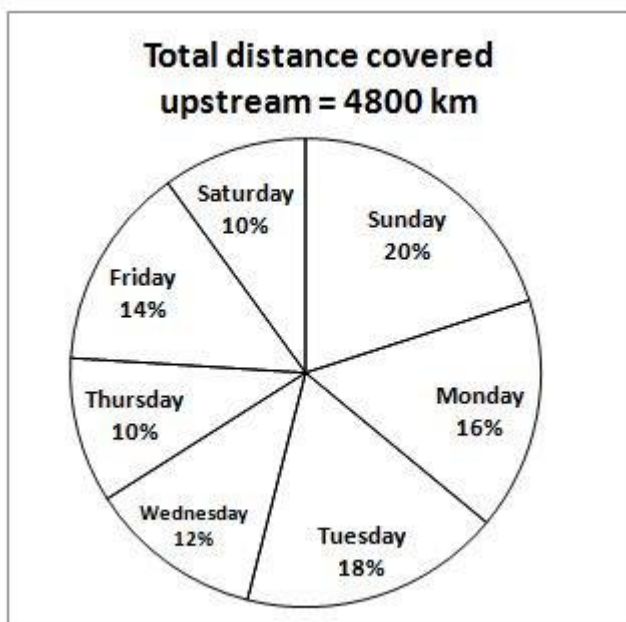 Total distance covered
upstream = 4800 km
Saturday
10%
Sunday
20%
Friday
14%
Monday
16%
Thursday
10%
Wednesday
12%
Tuesday
18%